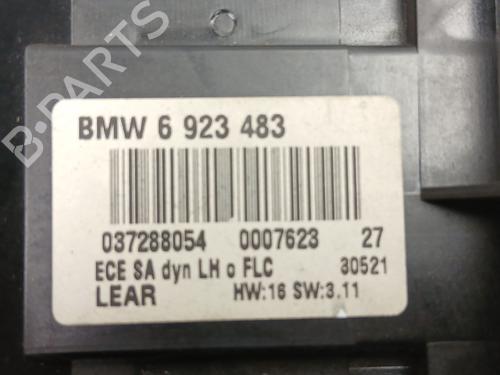 B-PARTS
BMW 6 923 483
037288054 0007623 27
ECE SA dyn LH o FLC 30521
LEAR HW:16 SW:3.11